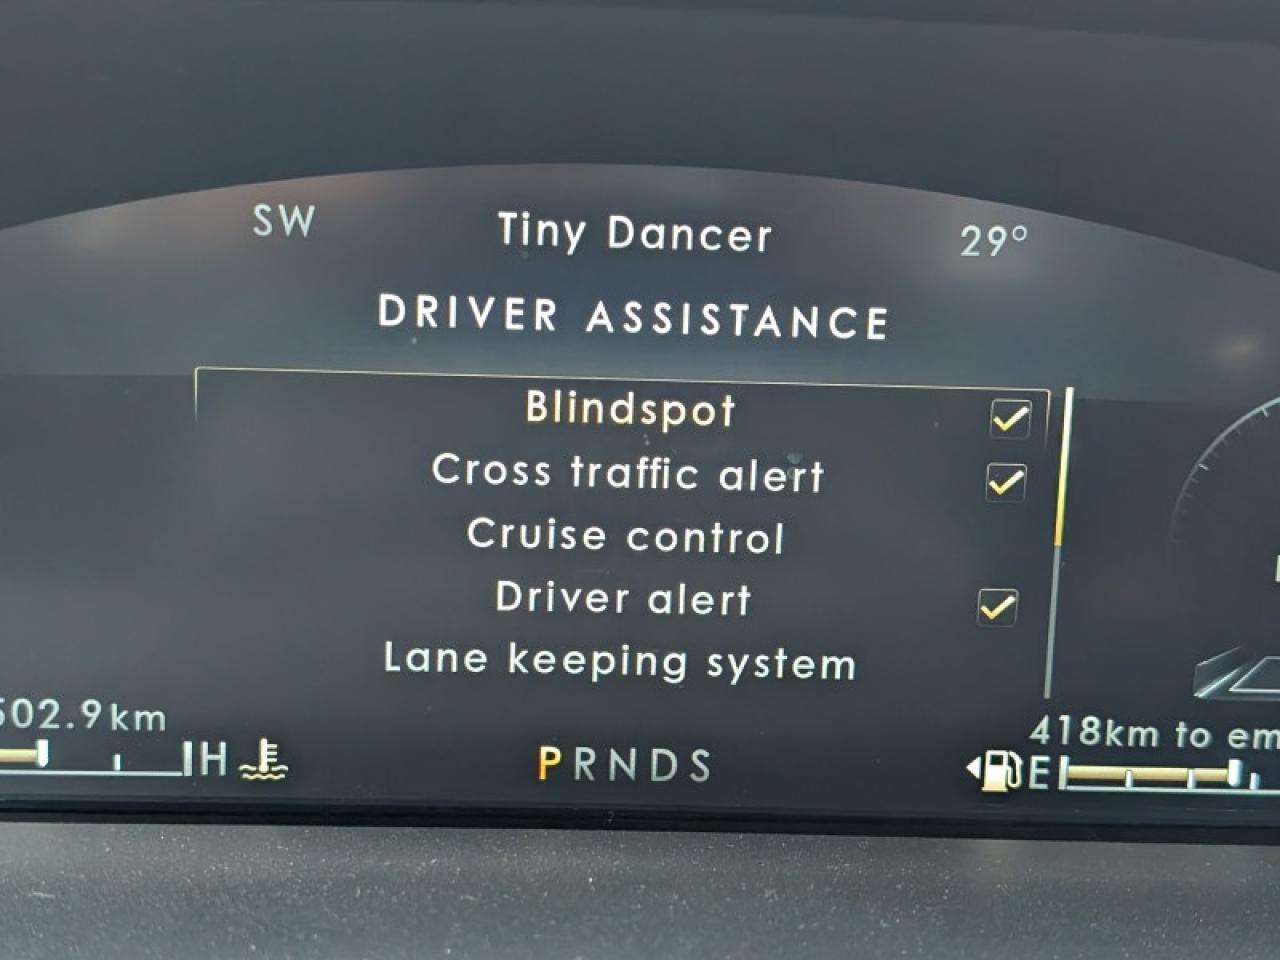 SW Tiny Dancer 29°
DRIVER ASSISTANCE
Blindspot
Cross traffic alert
Cruise control
Driver alert
Lane keeping system
502.9km
418km to em
H PRNDS E